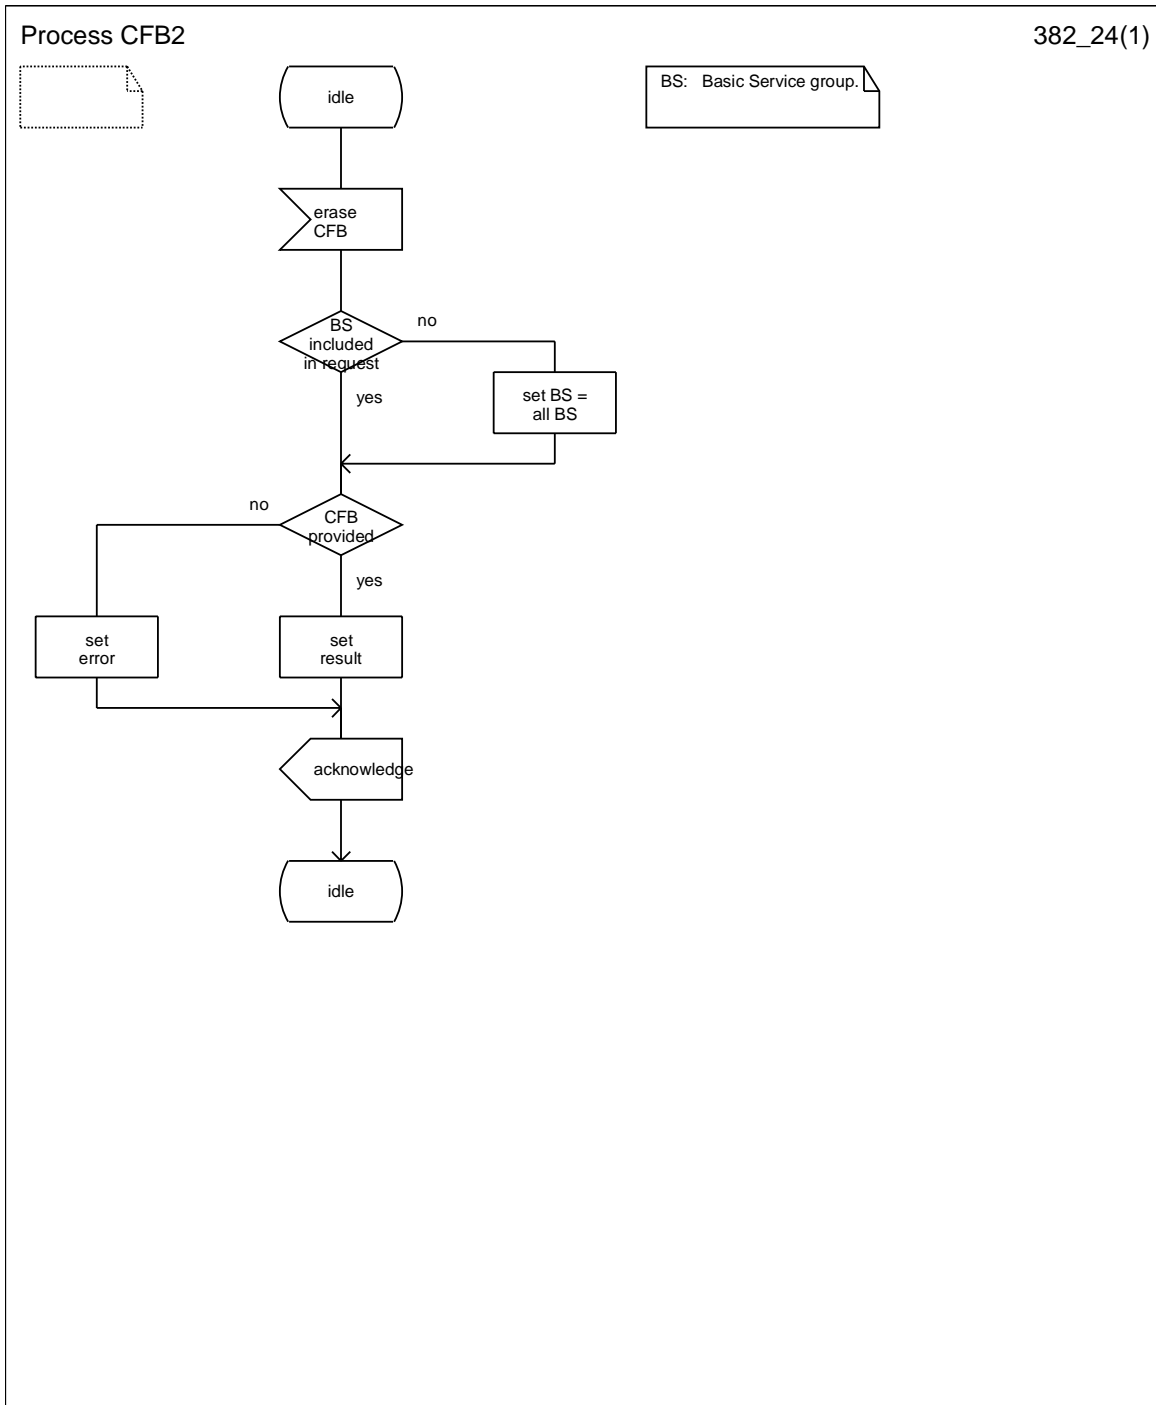 Process CFB2
382_24(1)
idle
BS: Basic Service group.
erase
CFB
BS
included
in request
no
yes
set BS =
all BS
no
CFB
provided
yes
set
error
set
result
acknowledge
idle